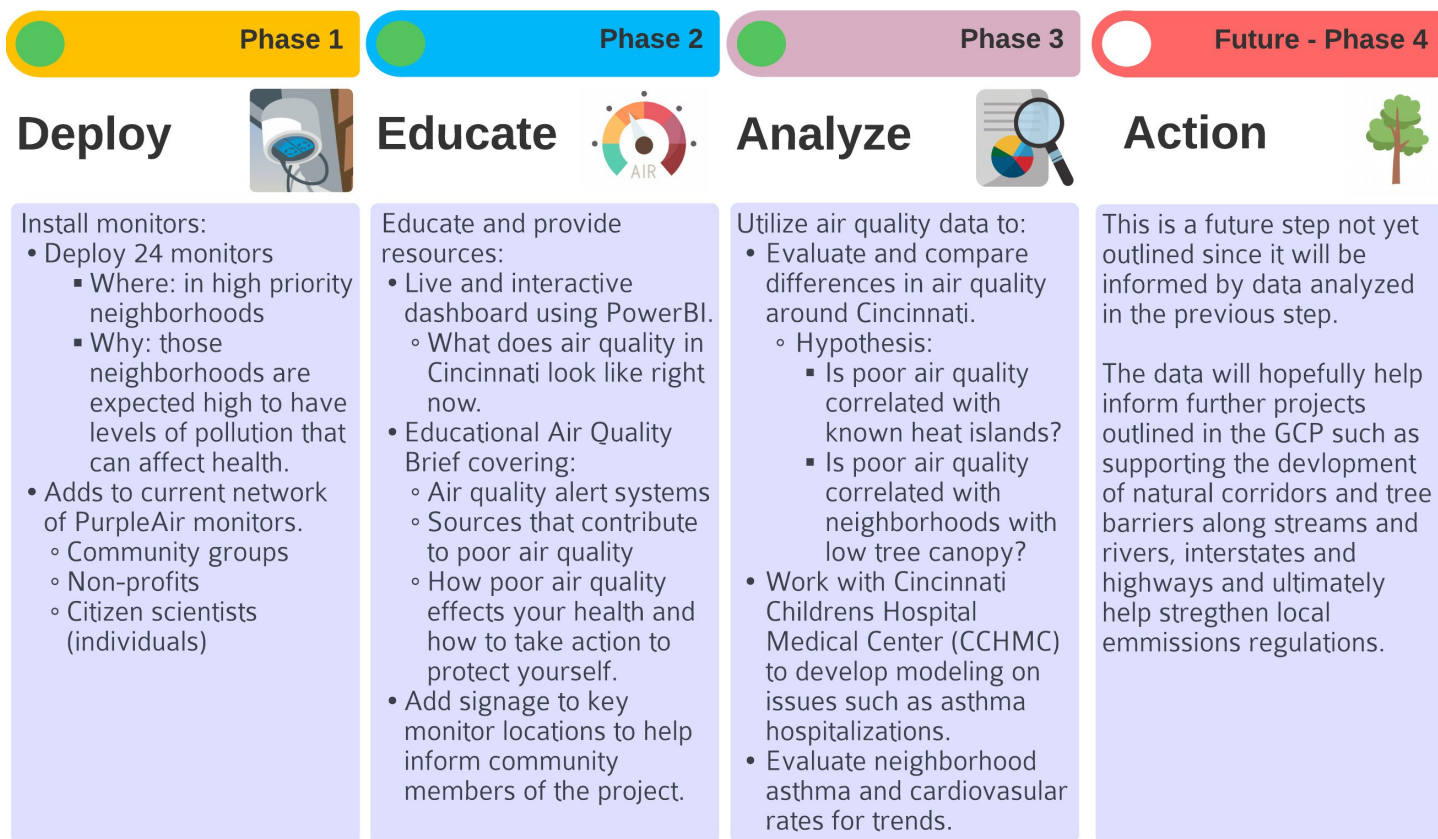 Phase 1
Deploy
Install monitors:
• Deploy 24 monitors
▪ Where: in high priority
neighborhoods
▪ Why: those
neighborhoods are
expected high to have
levels of pollution that
can affect health.
• Adds to current network
of PurpleAir monitors.
◦ Community groups
◦ Non-profits
◦ Citizen scientists
(individuals)
Phase 2
Educate
AIR
Educate and provide
resources:
• Live and interactive
dashboard using PowerBI.
◦ What does air quality in
Cincinnati look like right
now.
• Educational Air Quality
Brief covering:
◦ Air quality alert systems
◦ Sources that contribute
to poor air quality
◦ How poor air quality
effects your health and
how to take action to
protect yourself.
• Add signage to key
monitor locations to help
inform community
members of the project.
Phase 3
Analyze
Utilize air quality data to:
• Evaluate and compare
differences in air quality
around Cincinnati.
◦ Hypothesis:
▪ Is poor air quality
correlated with
known heat islands?
▪ Is poor air quality
correlated with
neighborhoods with
low tree canopy?
• Work with Cincinnati
Childrens Hospital
Medical Center (CCHMC)
to develop modeling on
issues such as asthma
hospitalizations.
• Evaluate neighborhood
asthma and cardiovasular
rates for trends.
Future - Phase 4
Action
This is a future step not yet
outlined since it will be
informed by data analyzed
in the previous step.
The data will hopefully help
inform further projects
outlined in the GCP such as
supporting the devlopment
of natural corridors and tree
barriers along streams and
rivers, interstates and
highways and ultimately
help stregthen local
emmissions regulations.